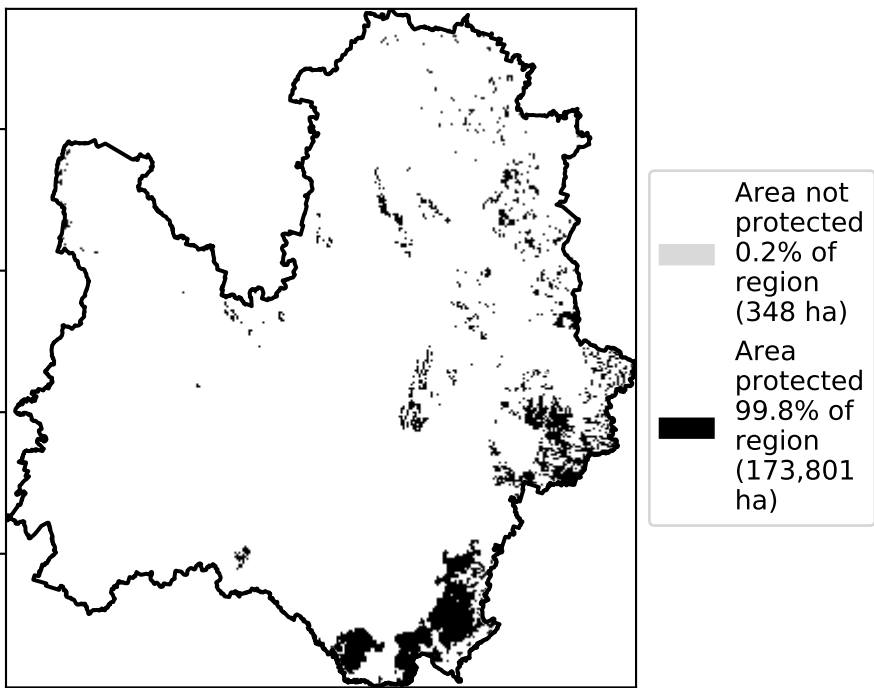 Area not
protected
0.2% of
region
(348 ha)
Area
protected
99.8% of
region
(173,801
ha)